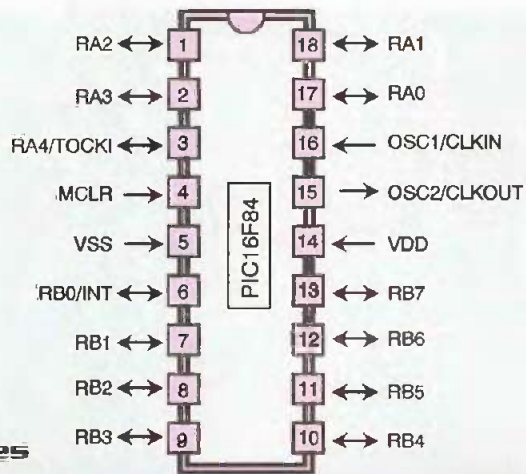 RA2 1 18 RA1
RA3 2 17 RA0
RA4/TOCKI 3 16 OSC1/CLKIN
MCLR 4 15 OSC2/CLKOUT
VSS 5 14 VDD
RB0/INT 6 13 RB7
RB1 7 12 RB6
RB2 8 11 RB5
RB3 9 10 RB4
PIC16F84
es